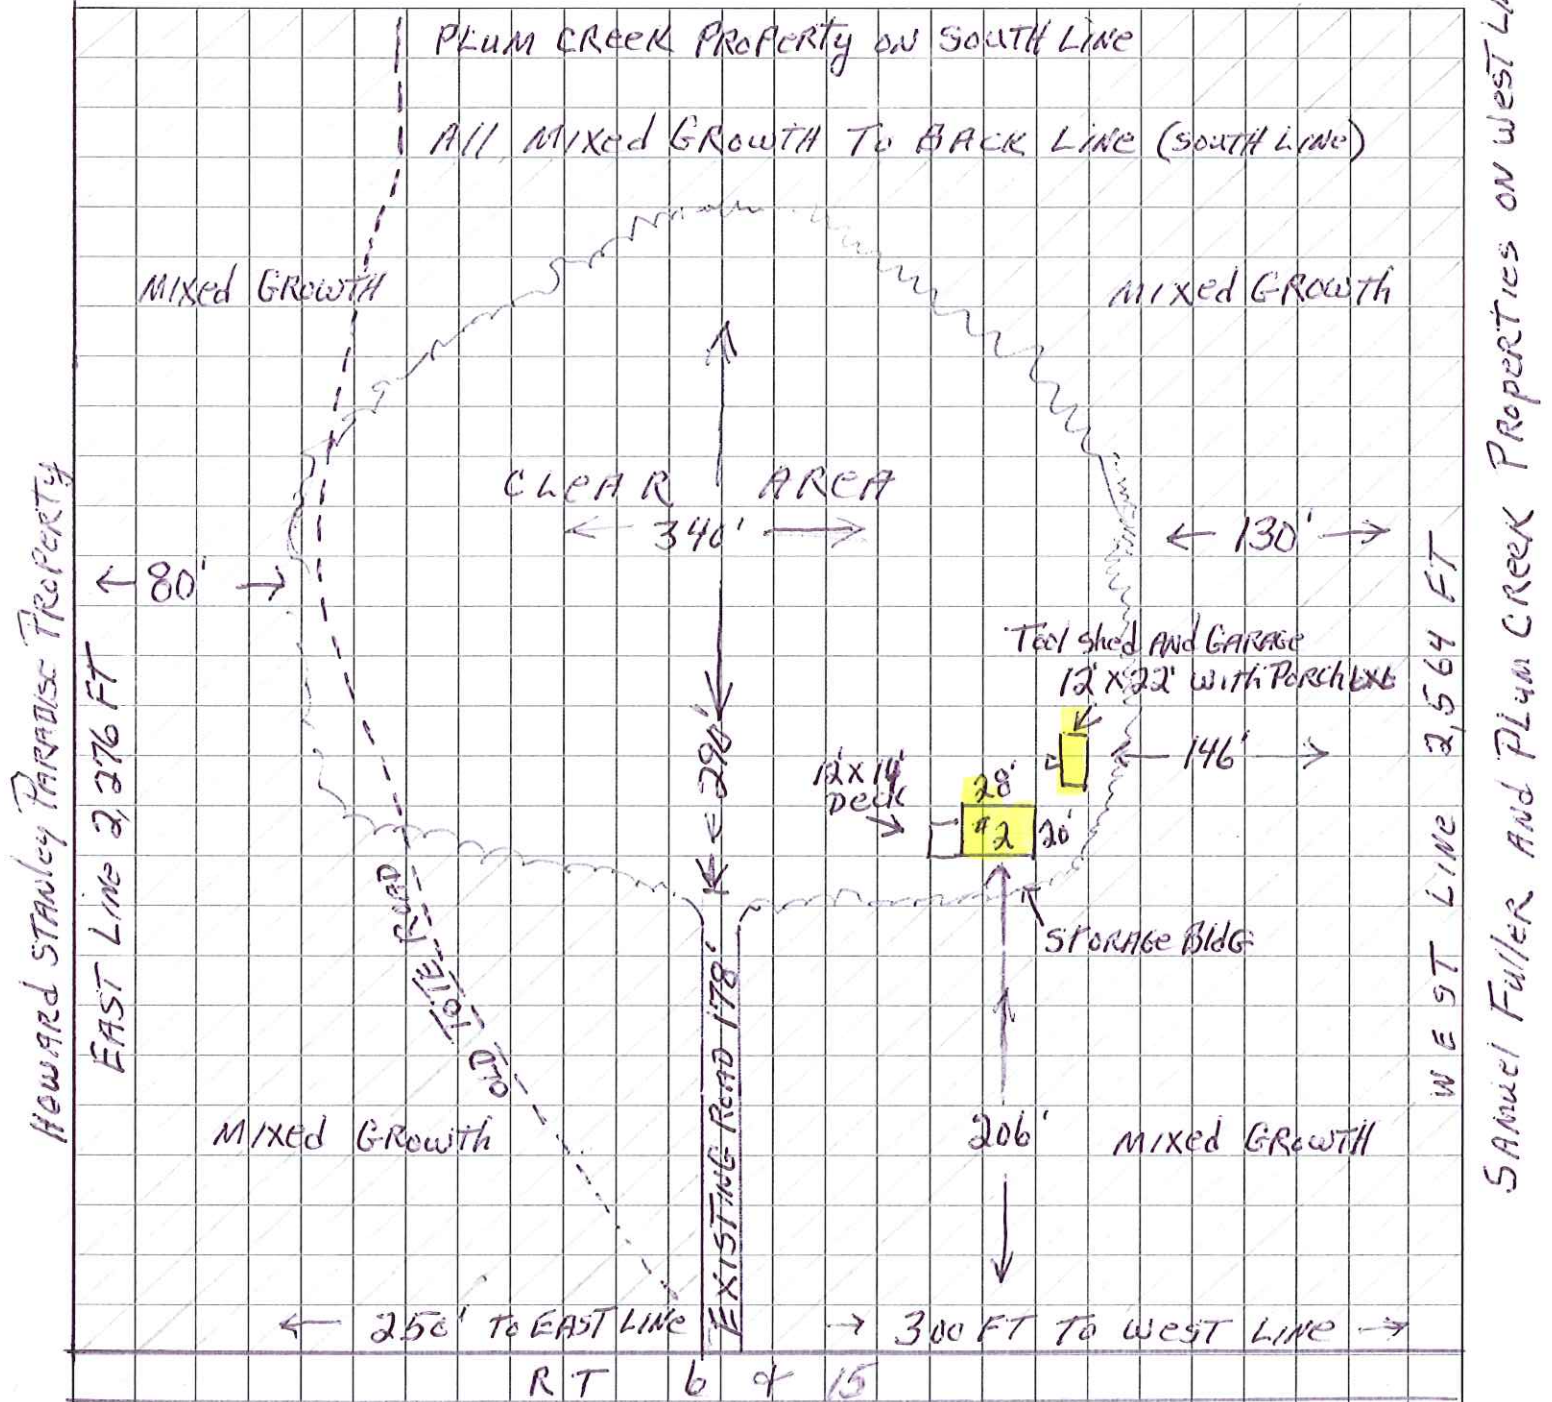 PLUM CREEK PROPERTY ON SOUTH LINE
All MIXED GROWTH TO BACK LINE (SOUTH LINE)
MIXED GROWTH
MIXED GROWTH
CLEAR AREA
340'
130'
80'
TOOL SHED AND GARAGE
12' X 22' WITH PORCH
146'
290'
12' X 14'
DECK
28'
#2
20'
STORAGE BLDG
OLD TOTE ROAD
EXISTING ROAD 178'
206'
MIXED GROWTH
MIXED GROWTH
250' TO EAST LINE
300 FT TO WEST LINE
RT 6 & 15
HOWARD STANLEY PARADISE PROPERTY
EAST LINE 2,276 FT
WEST LINE 2,564 FT
SAMUEL FULLER AND PLUM CREEK PROPERTIES ON WEST